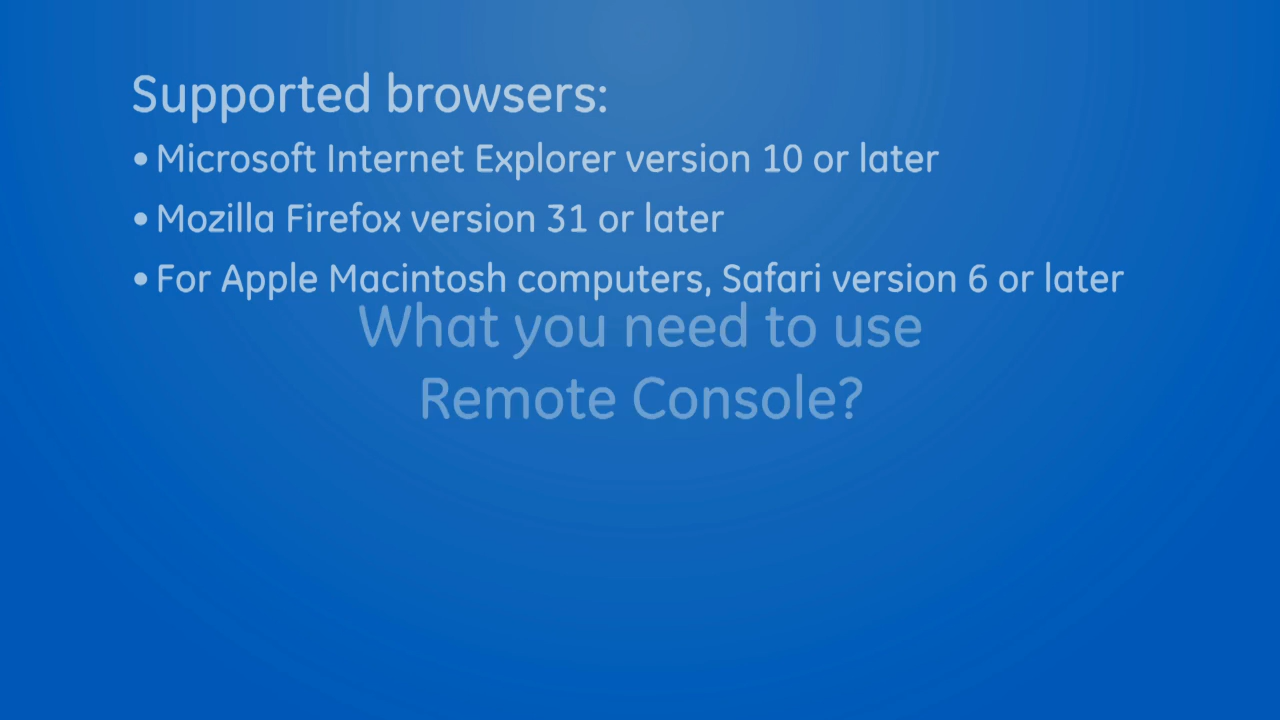 Supported browsers:
• Microsoft Internet Explorer version 10 or later
• Mozilla Firefox version 31 or later
• For Apple Macintosh computers, Safari version 6 or later
What you need to use
Remote Console?